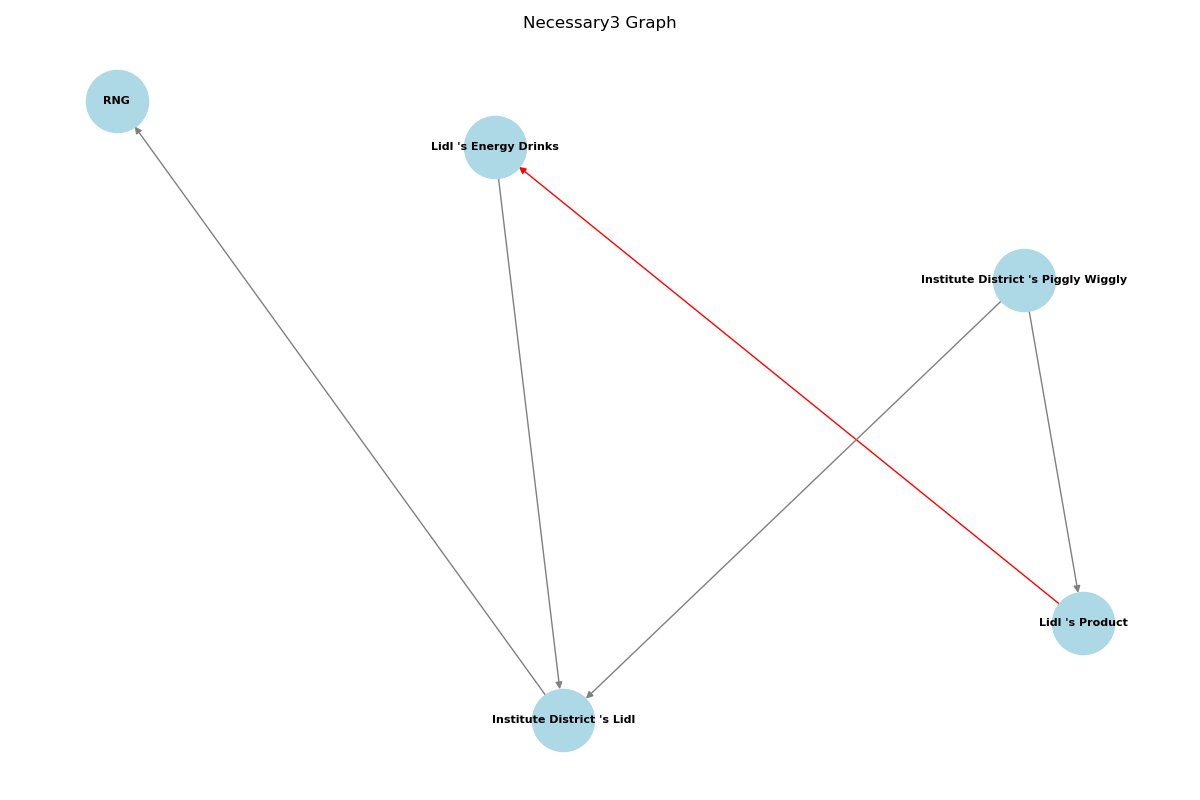 Necessary3 Graph
RNG
Lidl 's Energy Drinks
Institute District 's Piggly Wiggly
Lidl 's Product
Institute District 's Lidl